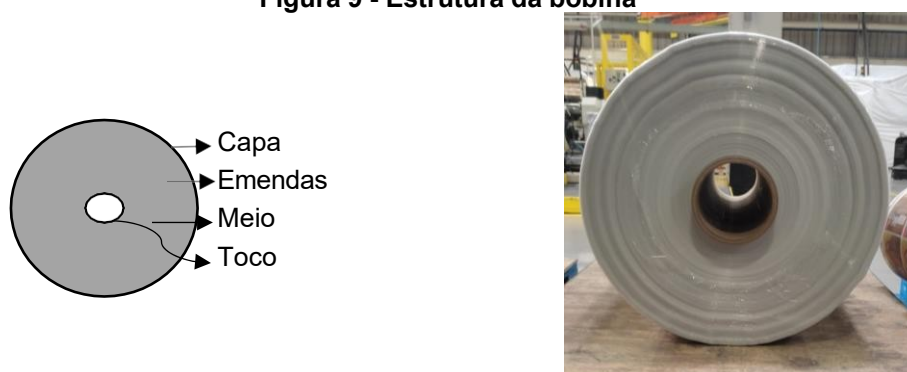 Figura 9 - Estrutura da bobina
Capa
Emendas
Meio
Toco